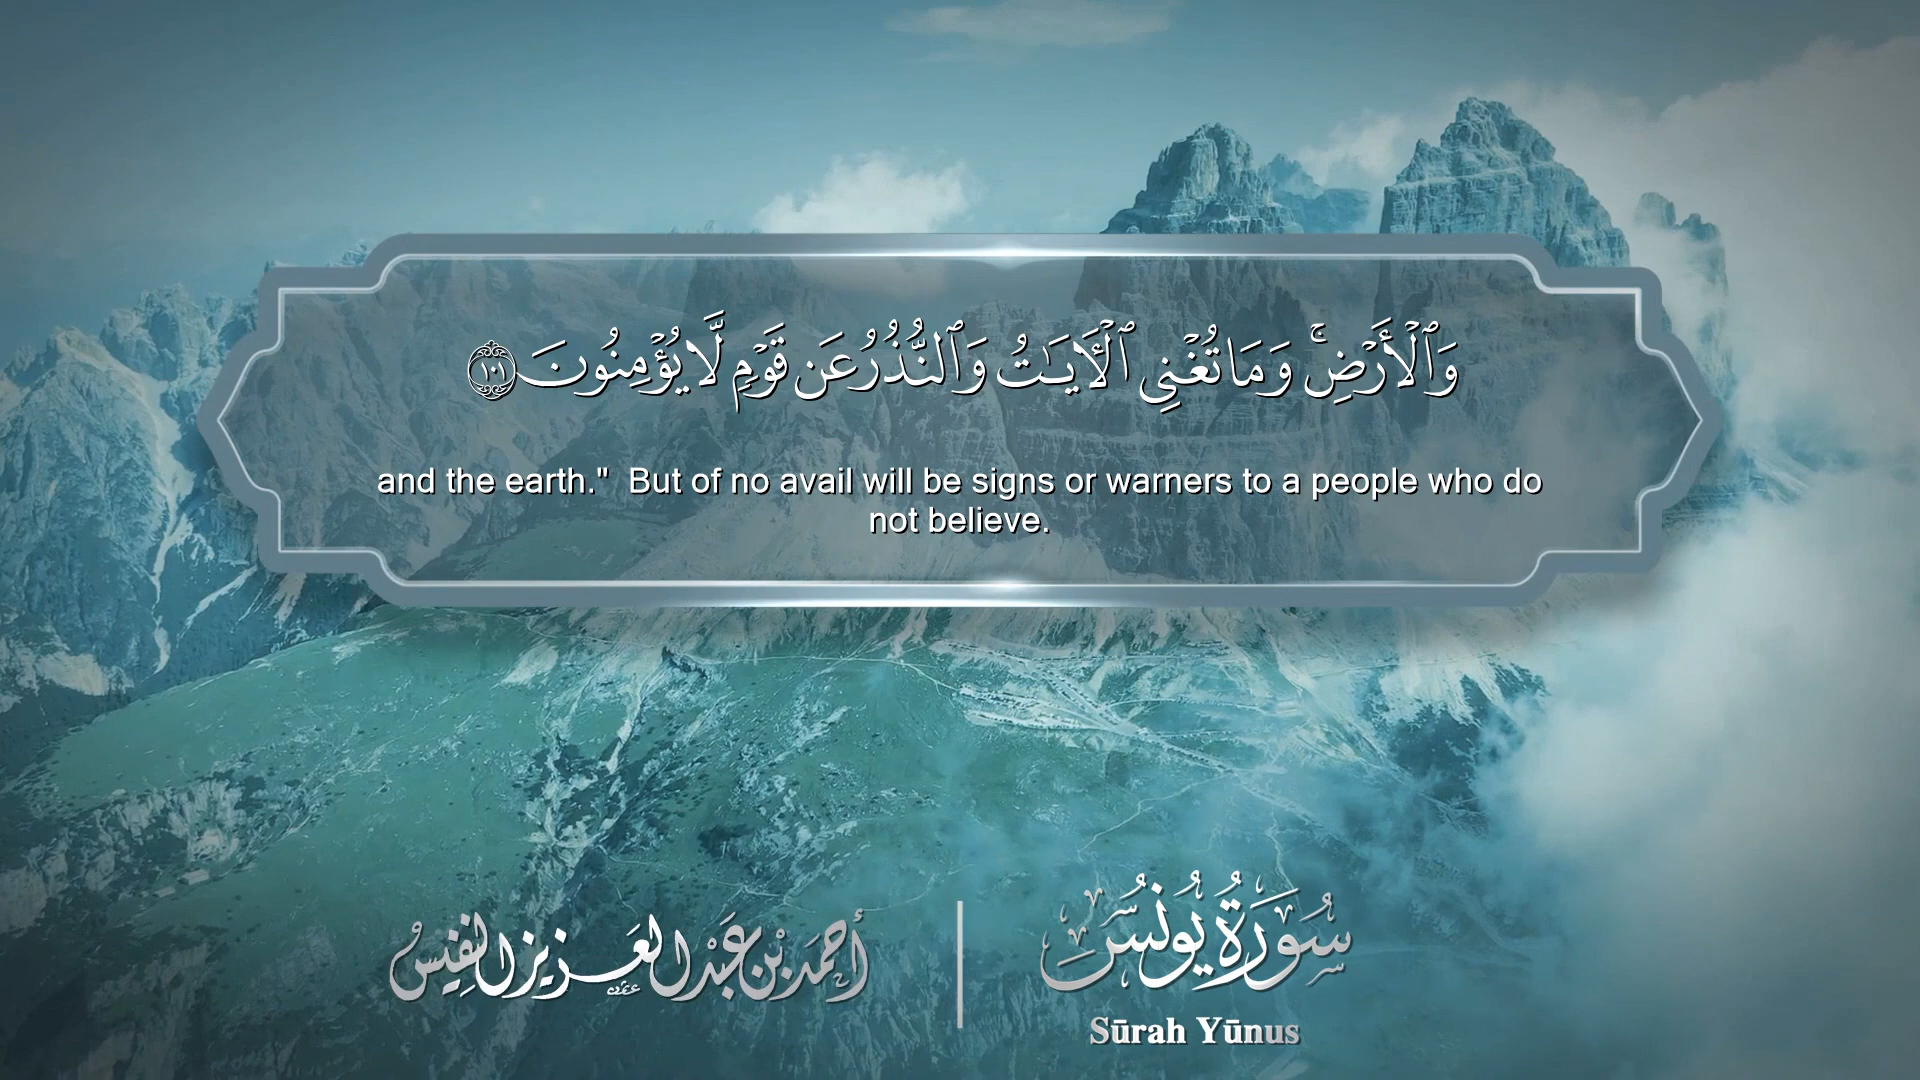 وَٱلْأَرْضِ ۚ وَمَا تُغْنِى ٱلْـَٔايَـٰتُ وَٱلنُّذُرُ عَن قَوْمٍ لَّا يُؤْمِنُونَ ١٠١
and the earth."  But of no avail will be signs or warners to a people who do
not believe.
سُورَةُ يُونُسَ
Sūrah Yūnus
أحمد بن عبد العزيز النفيس